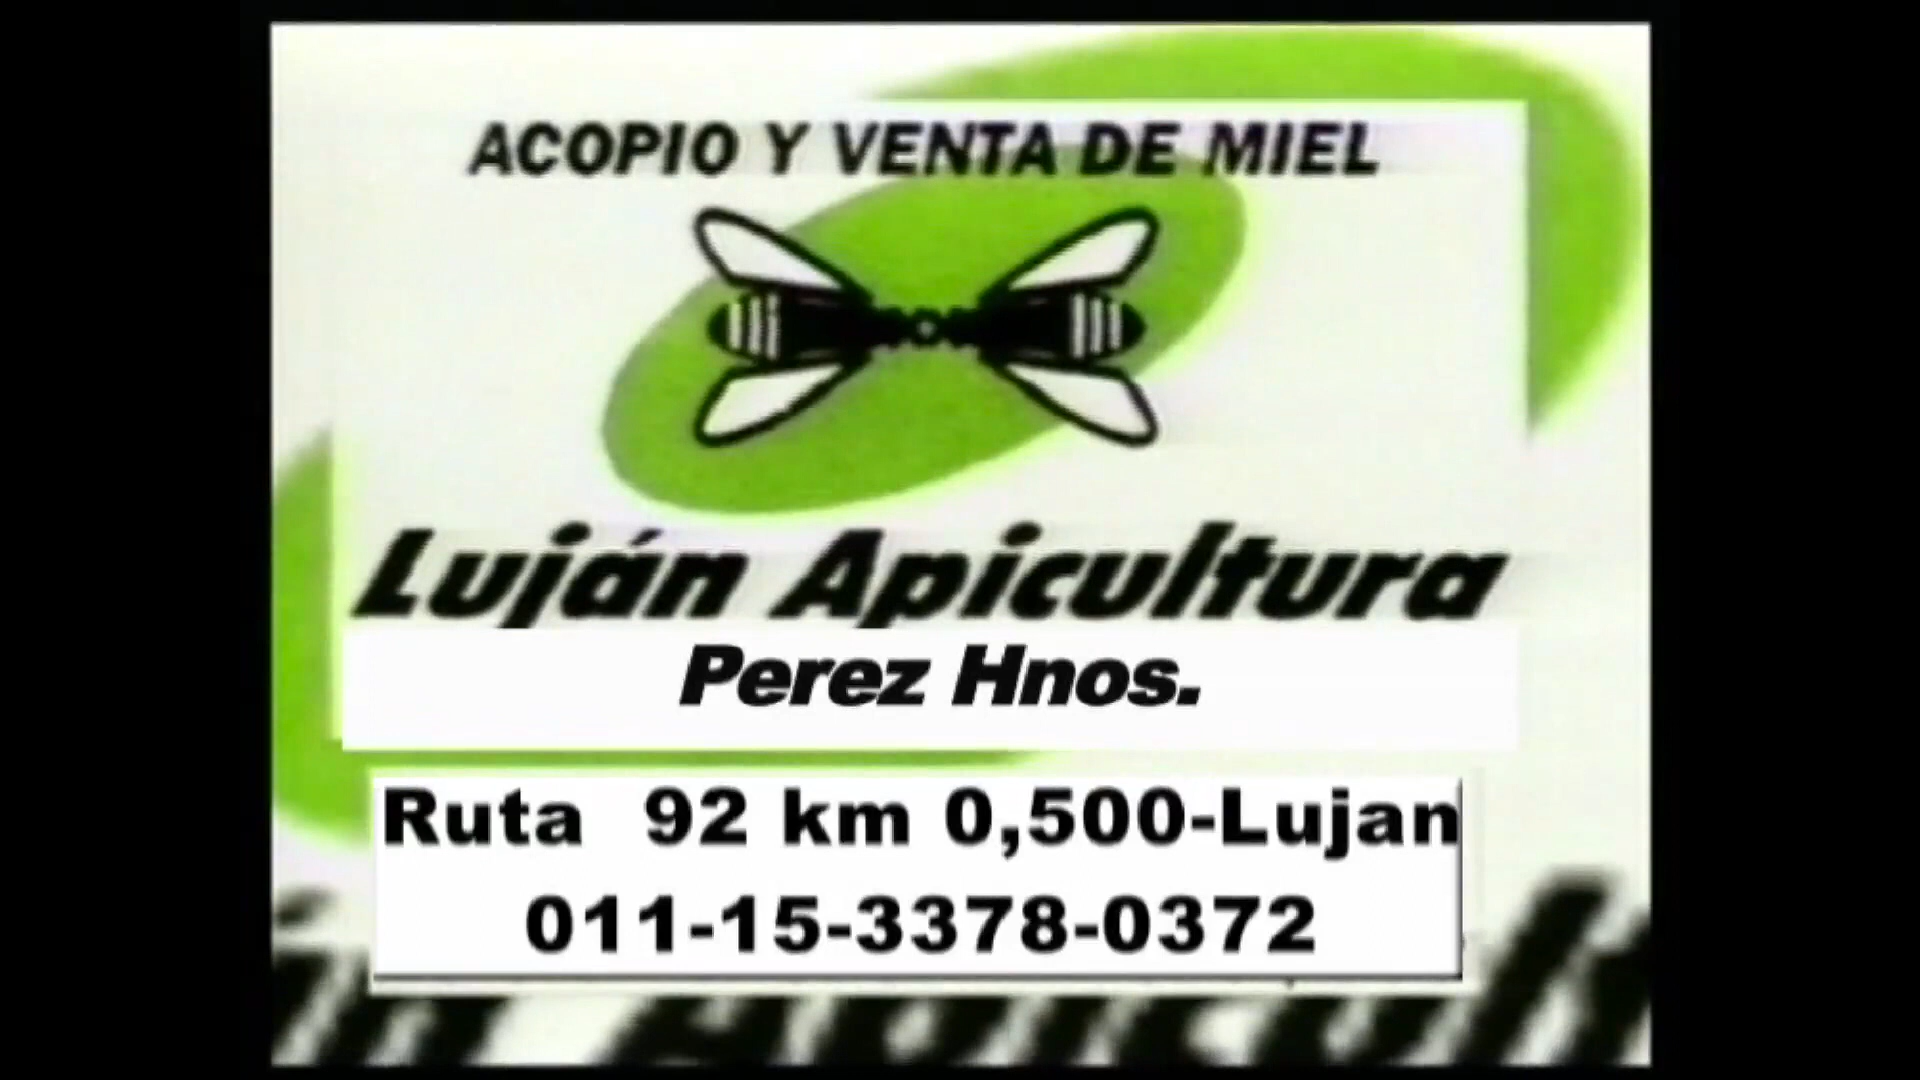 ACOPIO Y VENTA DE MIEL
Luján Apicultura
Perez Hnos.
Ruta 92 km 0,500-Lujan
011-15-3378-0372